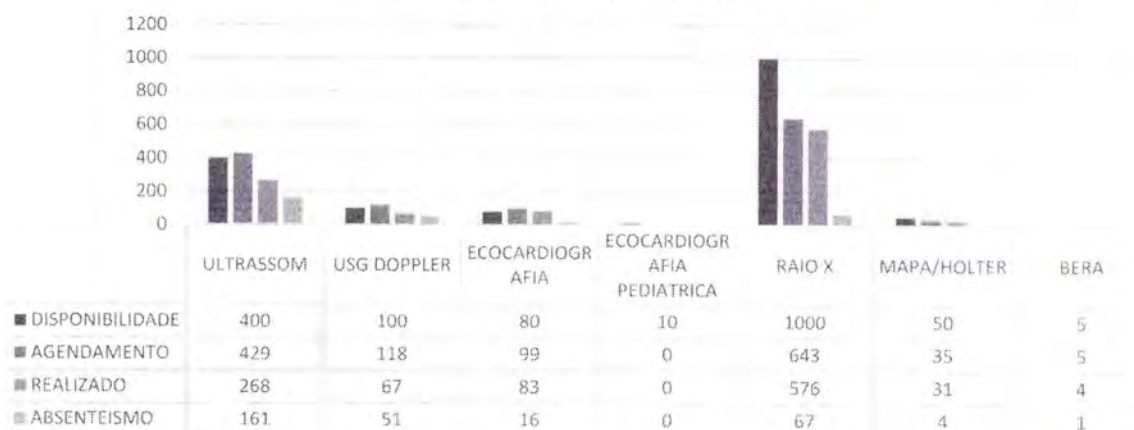 1200
1000
800
600
400
200
0
ULTRASSOM USG DOPPLER ECOCARDIOGR AFIA ECOCARDIOGR AFIA PEDIATRICA RAIO X MAPA/HOLTER BERA
DISPONIBILIDADE 400 100 80 10 1000 50 5
AGENDAMENTO 429 118 99 0 643 35 5
REALIZADO 268 67 83 0 576 31 4
ABSENTEISMO 161 51 16 0 67 4 1